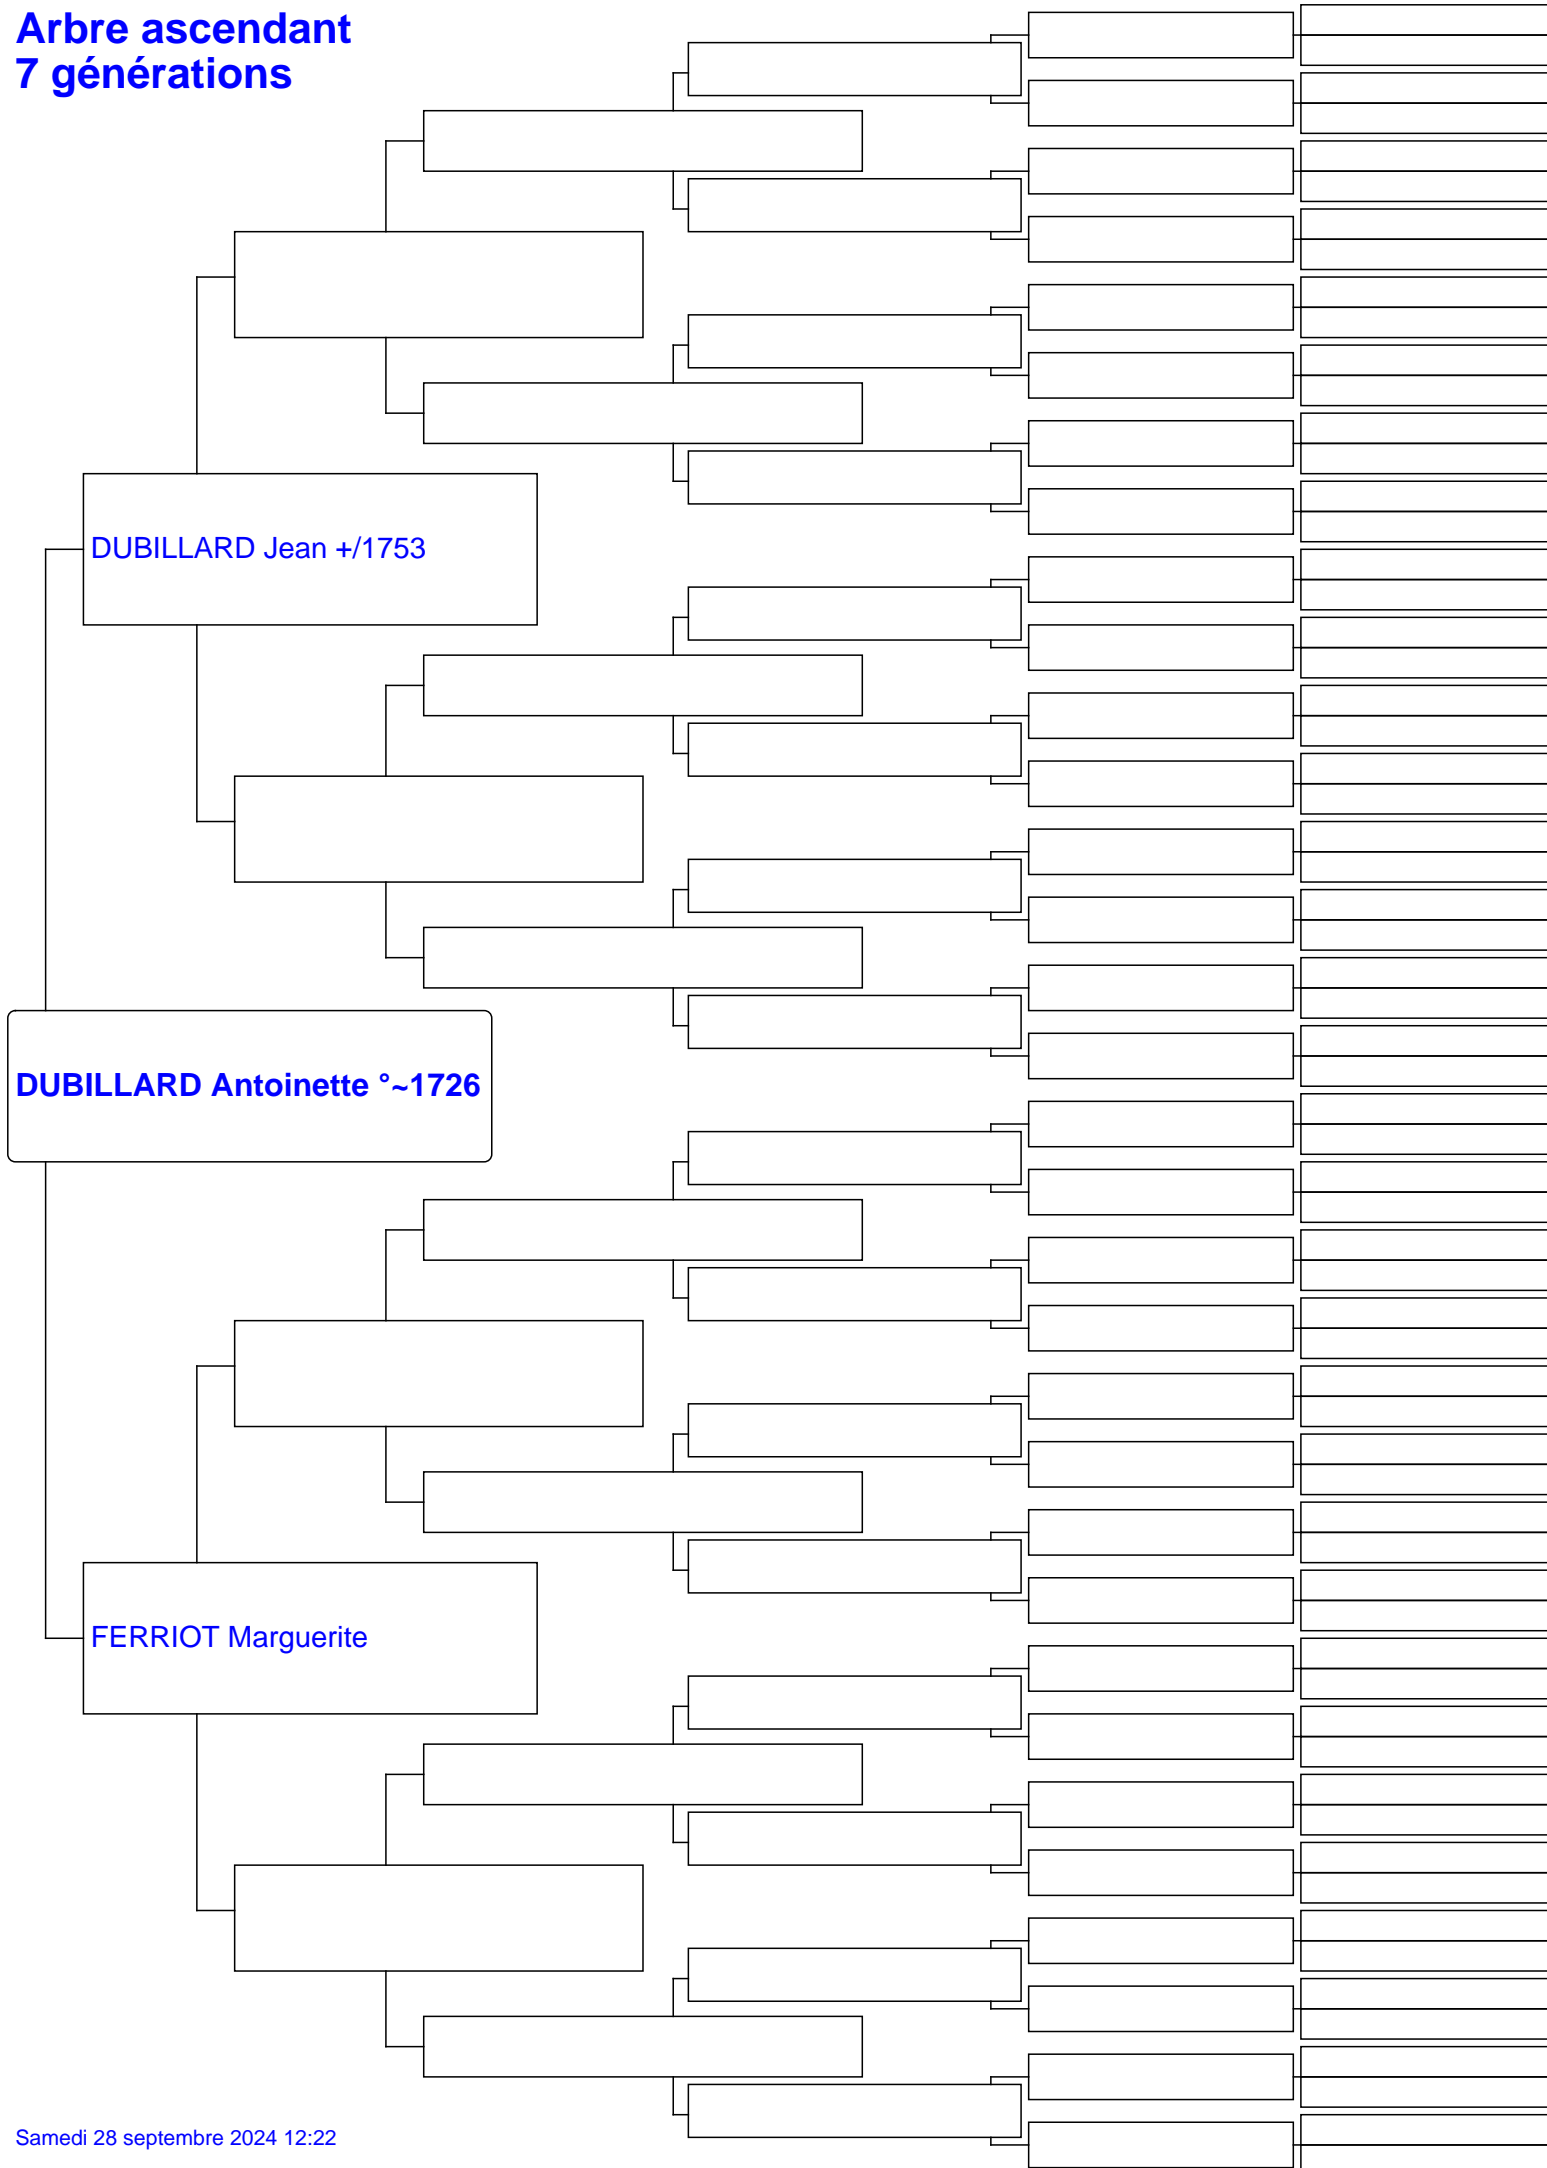 Arbre ascendant
7 générations
DUBILLARD Jean +/1753
DUBILLARD Antoinette °~1726
FERRIOT Marguerite
Samedi 28 septembre 2024 12:22